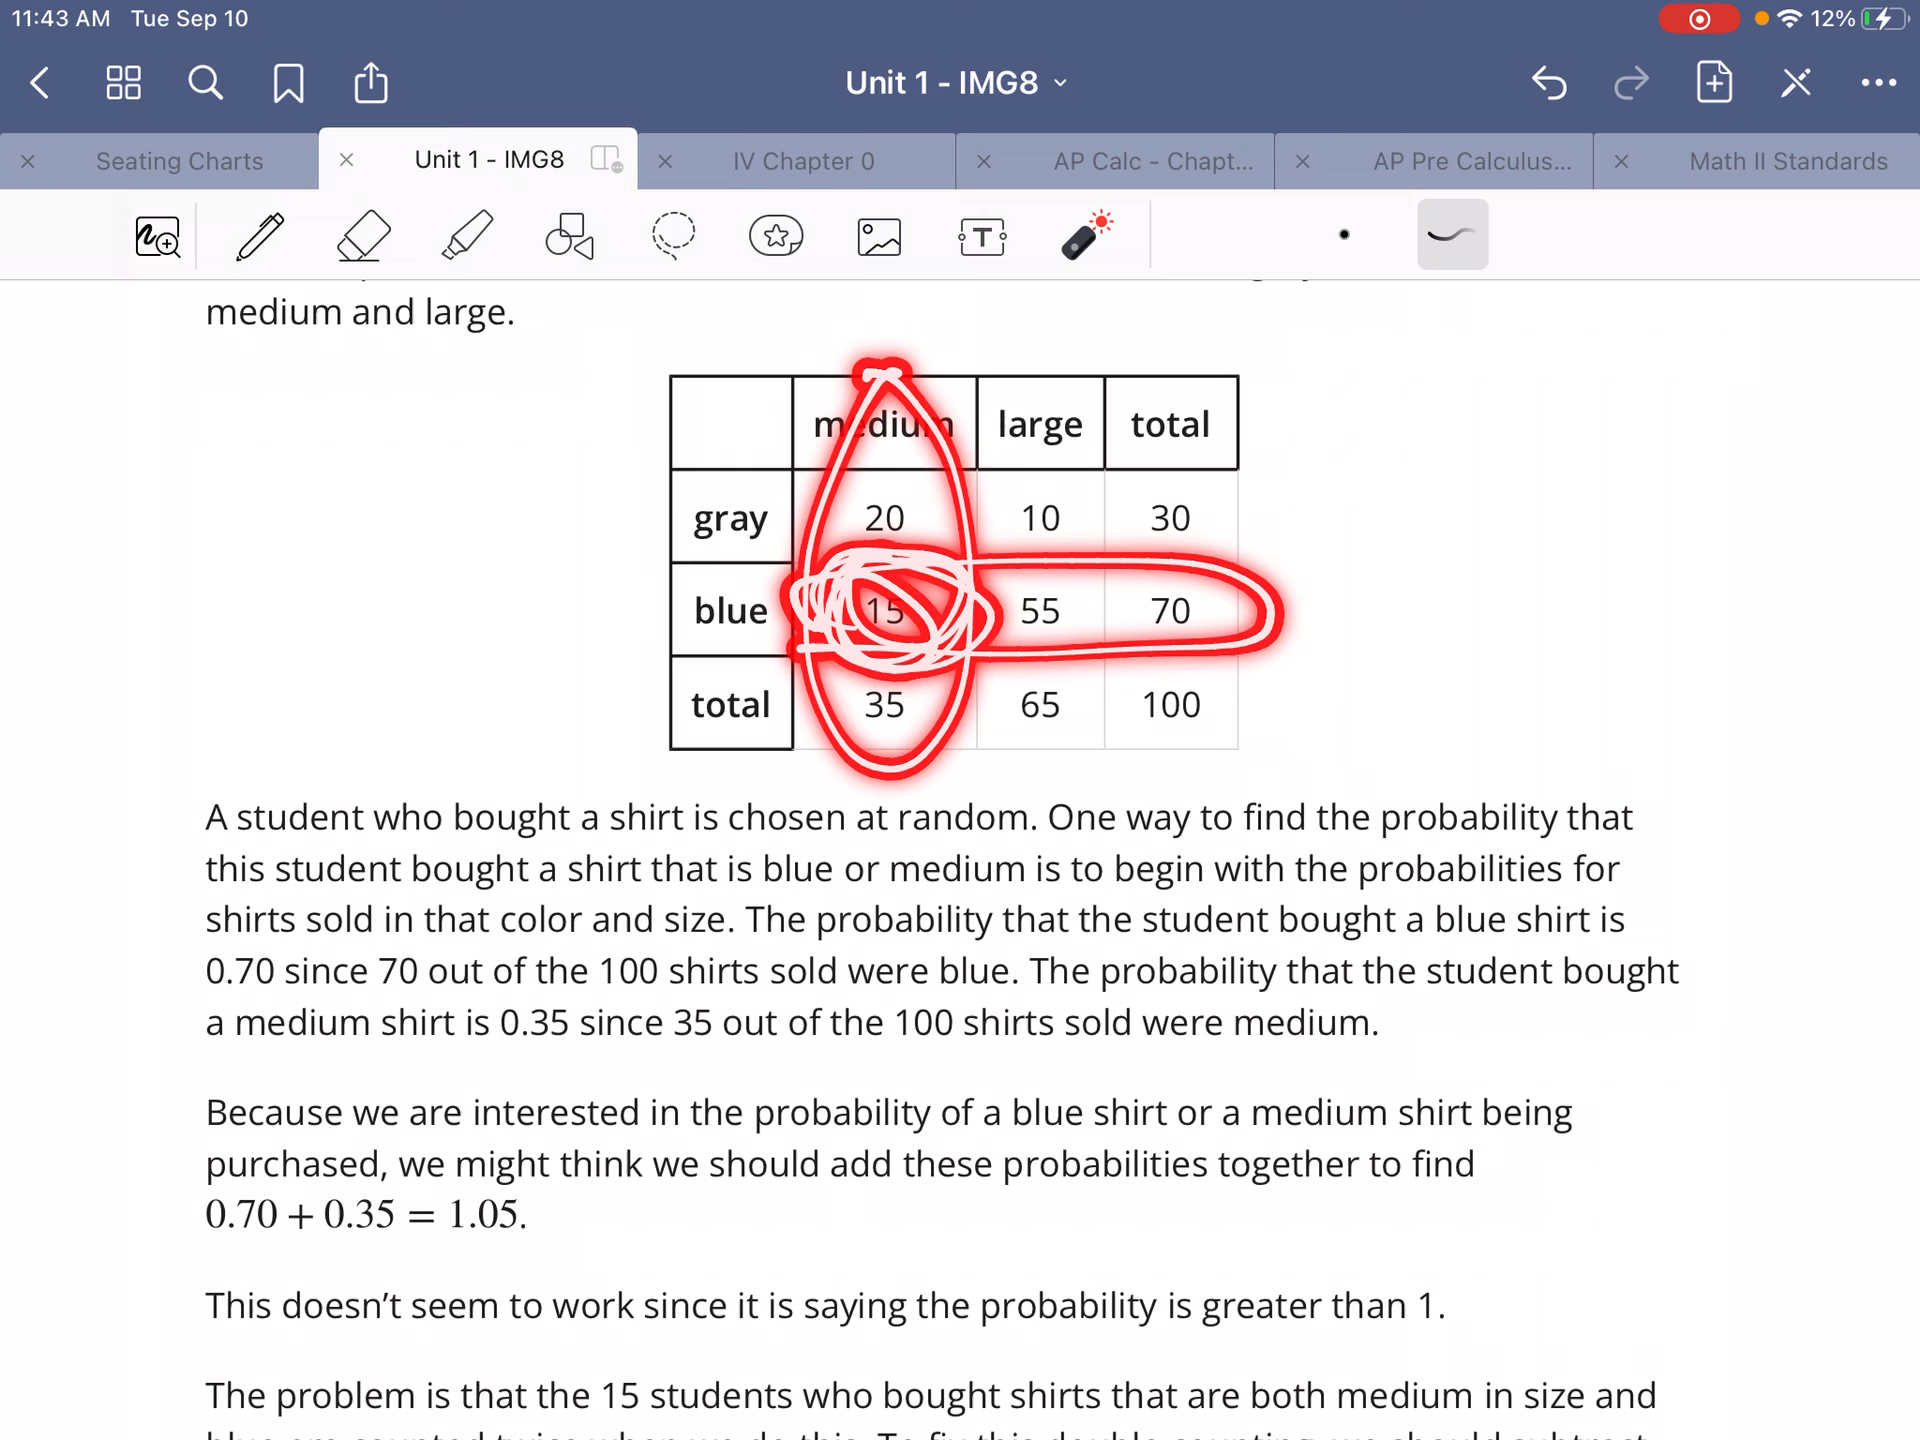 11:43 AM Tue Sep 10
12%
Unit 1 - IMG8
Seating Charts
Unit 1 - IMG8
IV Chapter 0
AP Calc - Chapt...
AP Pre Calculus...
Math II Standards
T
medium and large.
medium large total
gray 20 10 30
blue 15 55 70
total 35 65 100
A student who bought a shirt is chosen at random. One way to find the probability that
this student bought a shirt that is blue or medium is to begin with the probabilities for
shirts sold in that color and size. The probability that the student bought a blue shirt is
0.70 since 70 out of the 100 shirts sold were blue. The probability that the student bought
a medium shirt is 0.35 since 35 out of the 100 shirts sold were medium.
Because we are interested in the probability of a blue shirt or a medium shirt being
purchased, we might think we should add these probabilities together to find
0.70 + 0.35 = 1.05.
This doesn’t seem to work since it is saying the probability is greater than 1.
The problem is that the 15 students who bought shirts that are both medium in size and